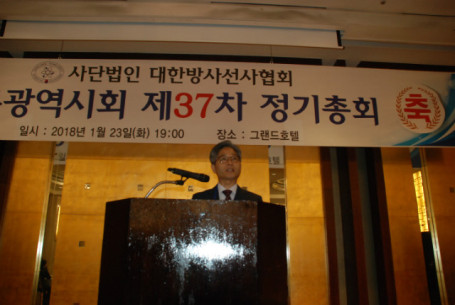 사단법인 대한방사선사협회
광역시회 제37차 정기총회 축
일시 : 2018년 1월 23일(화) 19:00 장소 : 그랜드호텔